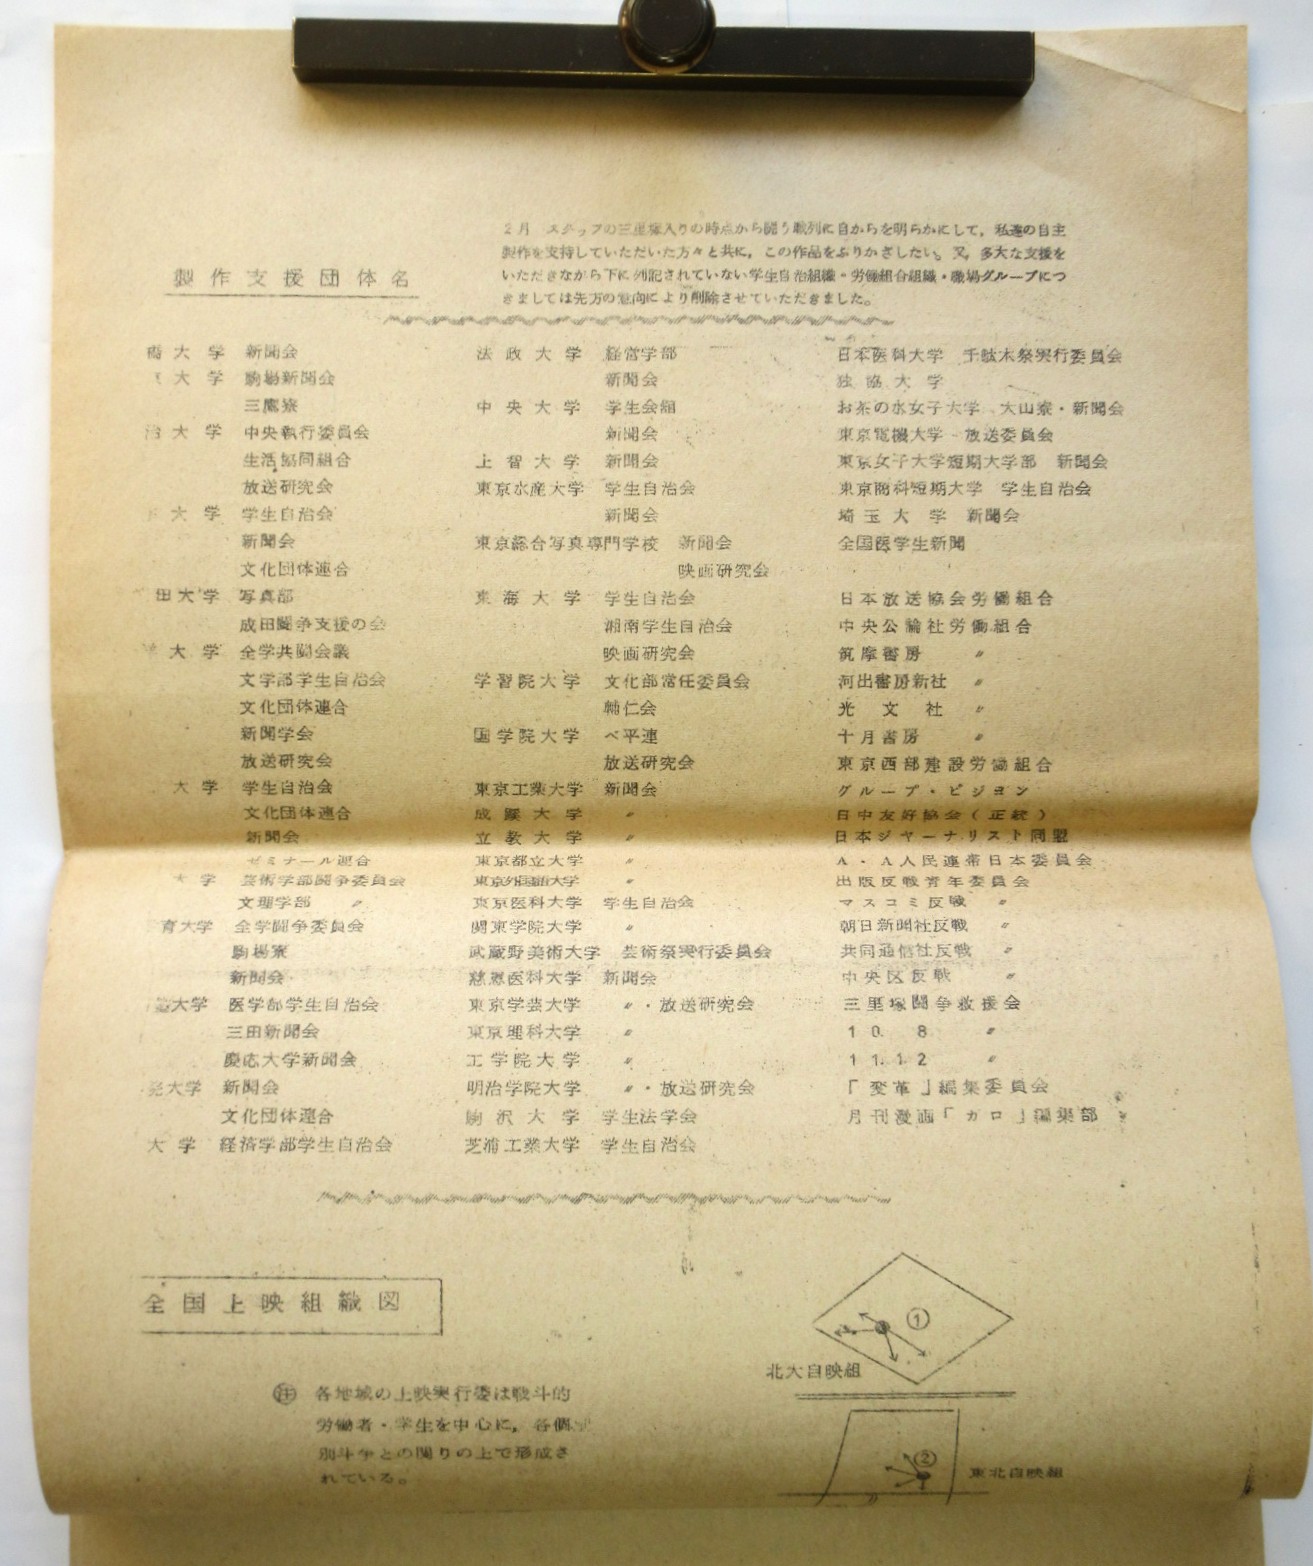 2月 スタッフの三里塚入りの時点から闘う戦列に自からを明らかにして，私達の自主
製作を支持していただいた方々と共に，この作品をふりかざしたい。又，多大な支援を
いただきながら下に列記されていない学生自治組織・労働組合組織・職場グループにつ
きましては先方の意向により削除させていただきました。
製作支援団体名
大学 新聞会
大学 駒場新聞会
三鷹寮
治大学 中央執行委員会
生活協同組合
放送研究会
大学 学生自治会
新聞会
文化団体連合
田大学 写真部
成田闘争支援の会
大学 全学共闘会議
文学部学生自治会
文化団体連合
新聞学会
放送研究会
大学 学生自治会
文化団体連合
新聞会
ゼミナール連合
大学 芸術学部闘争委員会
文理学部 〃
育大学 全学闘争委員会
駒場寮
新聞会
大学 医学部学生自治会
三田新聞会
慶応大学新聞会
大学 新聞会
文化団体連合
大学 経済学部学生自治会
法政大学 経営学部
新聞会
中央大学 学生会館
新聞会
上智大学 新聞会
東京水産大学 学生自治会
新聞会
東京綜合写真専門学校 新聞会
映画研究会
東海大学 学生自治会
湘南学生自治会
映画研究会
学習院大学 文化部常任委員会
輔仁会
国学院大学 ベ平連
放送研究会
東京工業大学 新聞会
成蹊大学 〃
立教大学 〃
東京都立大学 〃
東京外国語大学 〃
東京医科大学 学生自治会
関東学院大学 〃
武蔵野美術大学 芸術祭実行委員会
慈恵医科大学 新聞会
東京学芸大学 〃・放送研究会
東京理科大学 〃
工学院大学 〃
明治学院大学 〃・放送研究会
駒沢大学 学生法学会
芝浦工業大学 学生自治会
日本医科大学 千駄木祭実行委員会
独協大学
お茶の水女子大学 大山寮・新聞会
東京電機大学 放送委員会
東京女子大学短期大学部 新聞会
東京商科短期大学 学生自治会
埼玉大学 新聞会
全国医学生新聞
日本放送協会労働組合
中央公論社労働組合
筑摩書房 〃
河出書房新社 〃
光文社 〃
十月書房 〃
東京西部建設労働組合
グループ・ビジョン
日中友好協会(正統)
日本ジャーナリスト同盟
A・A人民連帯日本委員会
出版反戦青年委員会
マスコミ反戦 〃
朝日新聞社反戦 〃
共同通信社反戦 〃
中央区反戦 〃
三里塚闘争救援会
10.8 〃
11.12 〃
「変革」編集委員会
月刊漫画「ガロ」編集部
全国上映組織図
注 各地域の上映実行委は戦斗的
労働者・学生を中心に，各個
別斗争との関りの上で形成さ
れている。
①
北大自映組
②
東北自映組